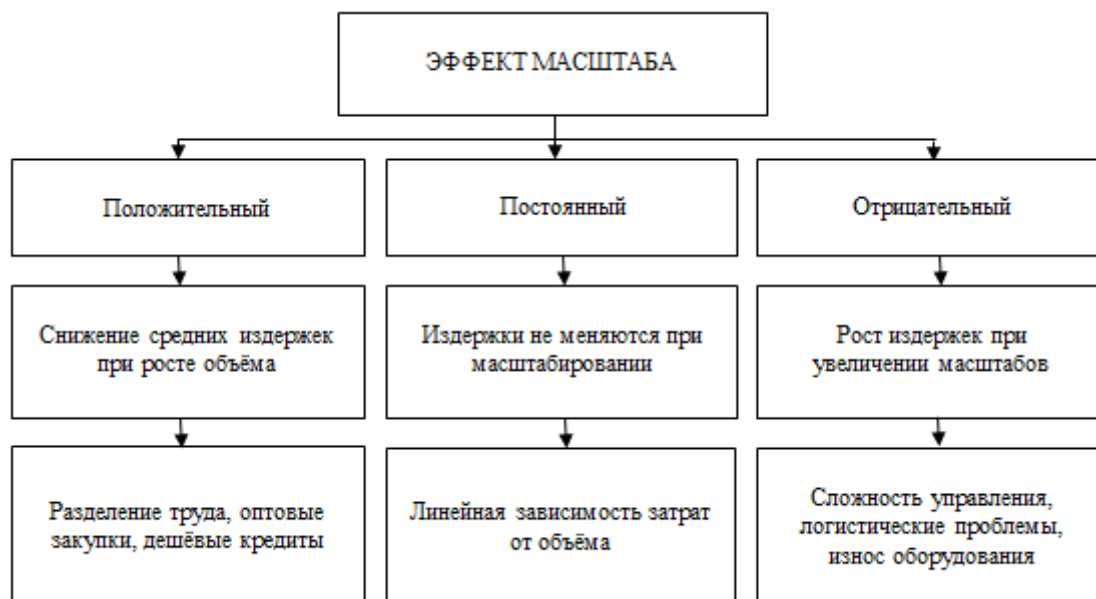 ЭФФЕКТ МАСШТАБА
Положительный
Постоянный
Отрицательный
Снижение средних издержек
при росте объёма
Издержки не меняются при
масштабировании
Рост издержек при
увеличении масштабов
Разделение труда, оптовые
закупки, дешёвые кредиты
Линейная зависимость затрат
от объёма
Сложность управления,
логистические проблемы,
износ оборудования